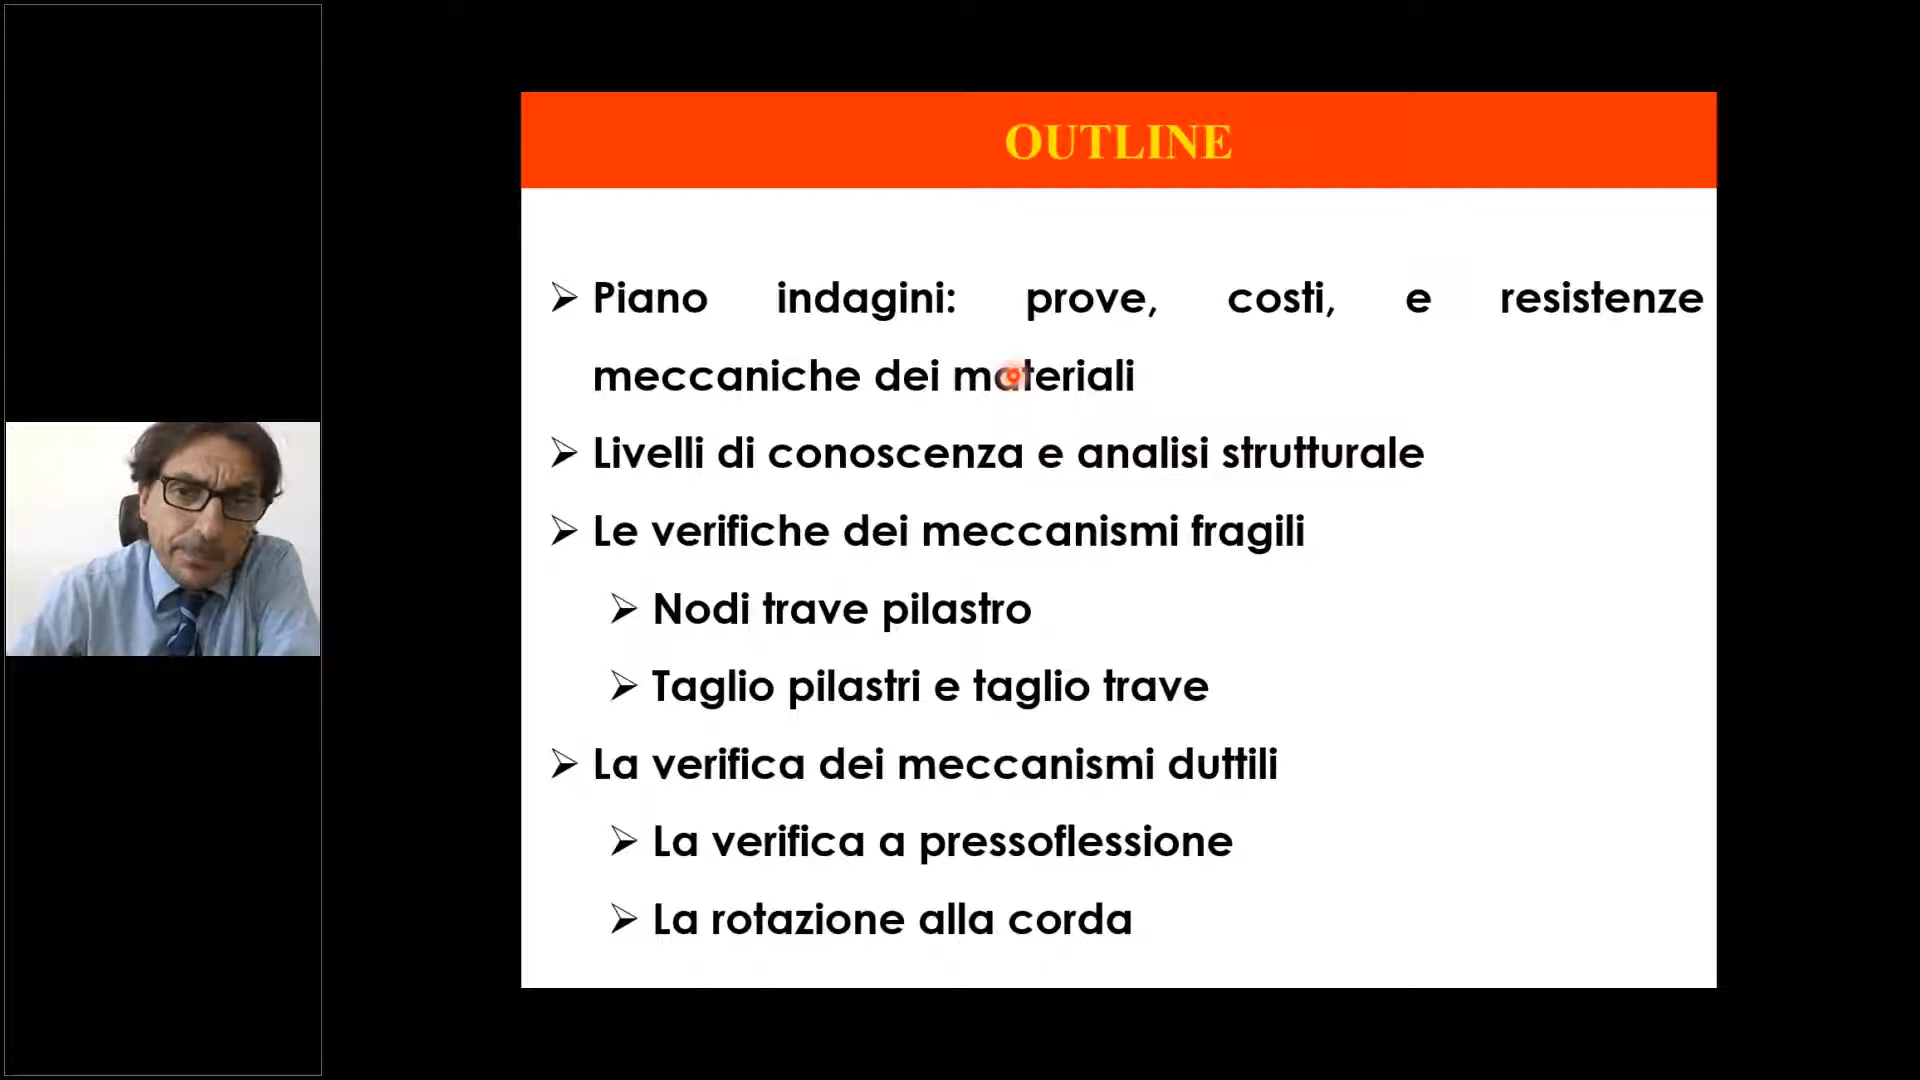 OUTLINE
Piano indagini: prove, costi, e resistenze
meccaniche dei materiali
Livelli di conoscenza e analisi strutturale
Le verifiche dei meccanismi fragili
Nodi trave pilastro
Taglio pilastri e taglio trave
La verifica dei meccanismi duttili
La verifica a pressoflessione
La rotazione alla corda